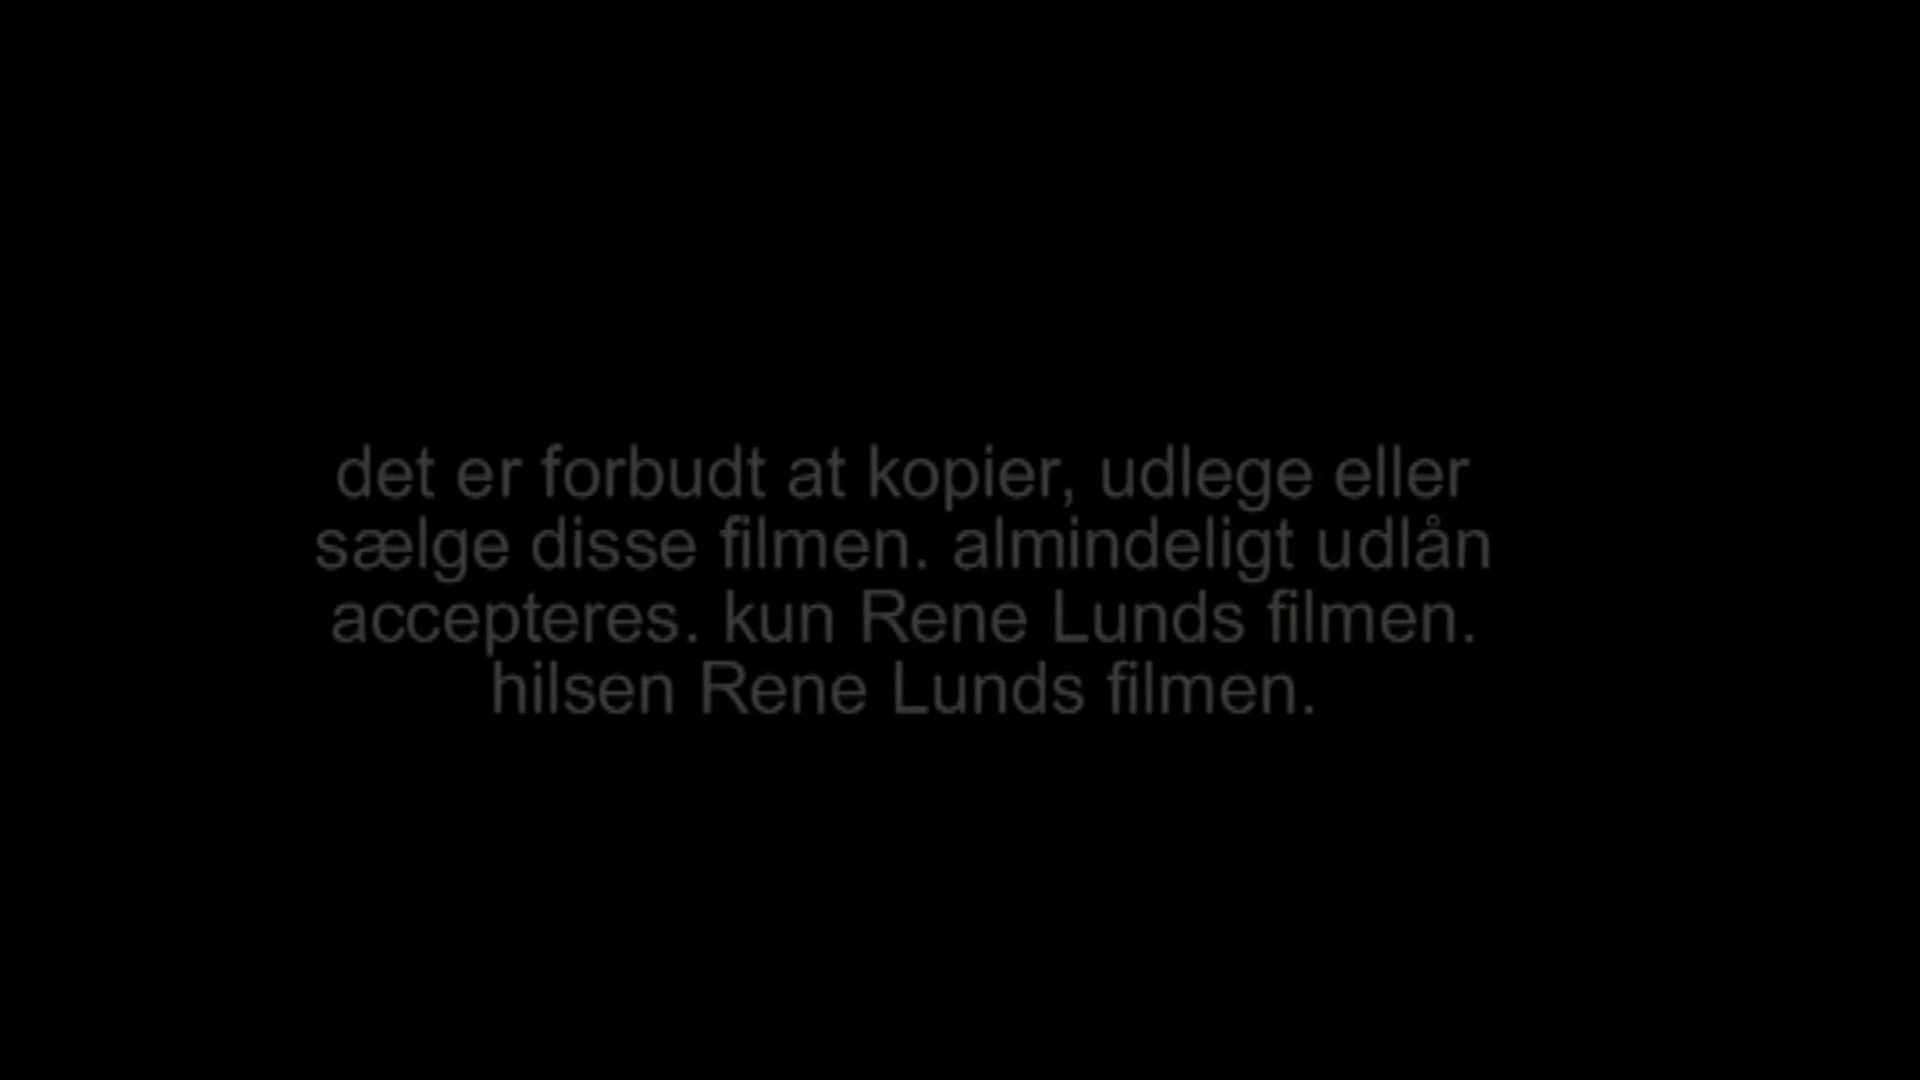 det er forbudt at kopier, udlege eller
sælge disse filmen. almindeligt udlån
accepteres. kun Rene Lunds filmen.
hilsen Rene Lunds filmen.